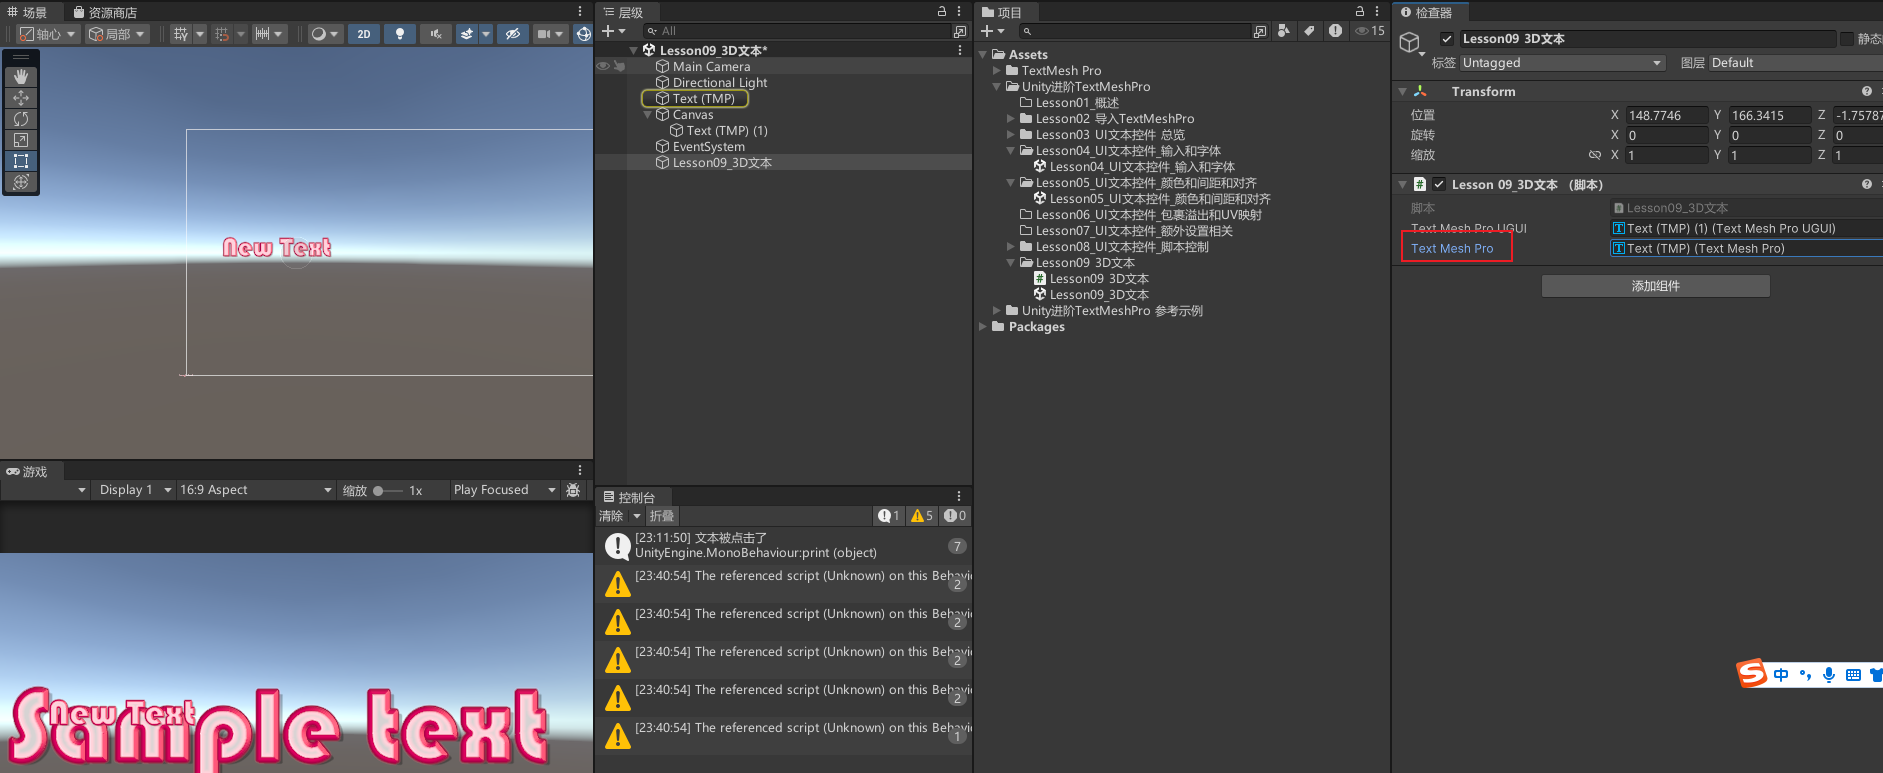 场景
资源商店
轴心
局部
2D
New Text
游戏
Display 1
16:9 Aspect
缩放
1x
Play Focused
New Text
Sample text
层级
All
Lesson09_3D文本*
Main Camera
Directional Light
Text (TMP)
Canvas
Text (TMP) (1)
EventSystem
Lesson09_3D文本
控制台
清除
折叠
1
5
0
[23:11:50] 文本被点击了
UnityEngine.MonoBehaviour:print (object)
7
[23:40:54] The referenced script (Unknown) on this Behavi
2
[23:40:54] The referenced script (Unknown) on this Behavi
2
[23:40:54] The referenced script (Unknown) on this Behavi
2
[23:40:54] The referenced script (Unknown) on this Behavi
2
[23:40:54] The referenced script (Unknown) on this Behavi
1
项目
15
Assets
TextMesh Pro
Unity进阶TextMeshPro
Lesson01_概述
Lesson02 导入TextMeshPro
Lesson03 UI文本控件 总览
Lesson04_UI文本控件_输入和字体
Lesson04_UI文本控件_输入和字体
Lesson05_UI文本控件_颜色和间距和对齐
Lesson05_UI文本控件_颜色和间距和对齐
Lesson06_UI文本控件_包裹溢出和UV映射
Lesson07_UI文本控件_额外设置相关
Lesson08_UI文本控件_脚本控制
Lesson09 3D文本
Lesson09 3D文本
Lesson09_3D文本
Unity进阶TextMeshPro 参考示例
Packages
检查器
Lesson09 3D文本
静态
标签 Untagged
图层 Default
Transform
位置 X 148.7746 Y 166.3415 Z -1.75787
旋转 X 0 Y 0 Z 0
缩放 X 1 Y 1 Z 1
Lesson 09_3D文本 （脚本）
脚本 Lesson09_3D文本
Text Mesh Pro UGUI Text (TMP) (1) (Text Mesh Pro UGUI)
Text Mesh Pro Text (TMP) (Text Mesh Pro)
添加组件
中